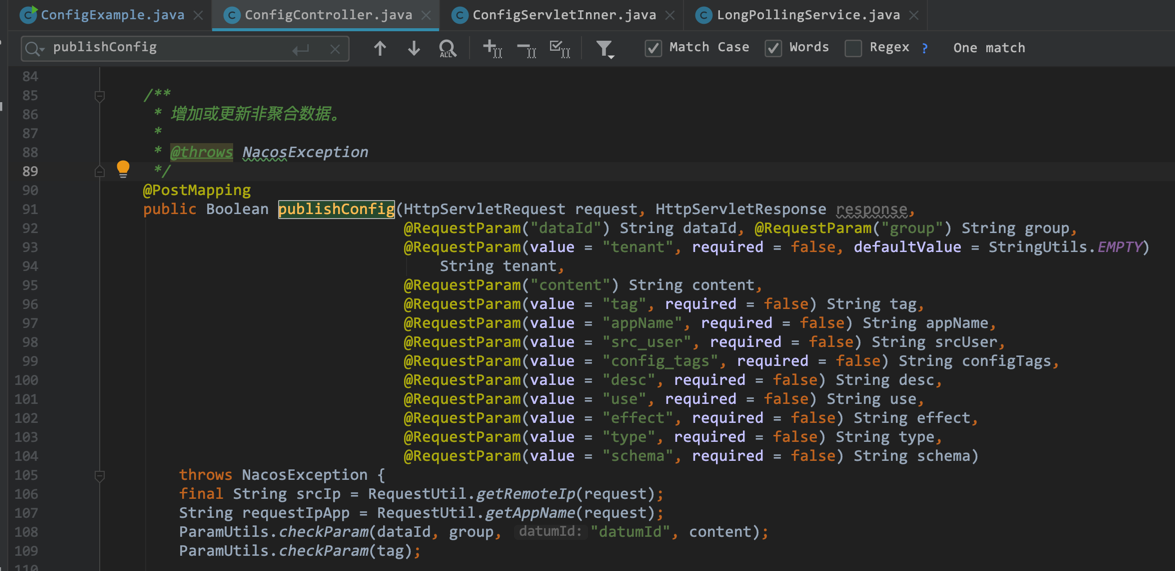 ConfigExample.java ConfigController.java ConfigServletInner.java LongPollingService.java
publishConfig Match Case Words Regex ? One match
84
85 /**
86 * 增加或更新非聚合数据。
87 *
88 * @throws NacosException
89 */
90 @PostMapping
91 public Boolean publishConfig(HttpServletRequest request, HttpServletResponse response,
92 @RequestParam("dataId") String dataId, @RequestParam("group") String group,
93 @RequestParam(value = "tenant", required = false, defaultValue = StringUtils.EMPTY)
94 String tenant,
95 @RequestParam("content") String content,
96 @RequestParam(value = "tag", required = false) String tag,
97 @RequestParam(value = "appName", required = false) String appName,
98 @RequestParam(value = "src_user", required = false) String srcUser,
99 @RequestParam(value = "config_tags", required = false) String configTags,
100 @RequestParam(value = "desc", required = false) String desc,
101 @RequestParam(value = "use", required = false) String use,
102 @RequestParam(value = "effect", required = false) String effect,
103 @RequestParam(value = "type", required = false) String type,
104 @RequestParam(value = "schema", required = false) String schema)
105 throws NacosException {
106 final String srcIp = RequestUtil.getRemoteIp(request);
107 String requestIpApp = RequestUtil.getAppName(request);
108 ParamUtils.checkParam(dataId, group, datumId: "datumId", content);
109 ParamUtils.checkParam(tag);
110